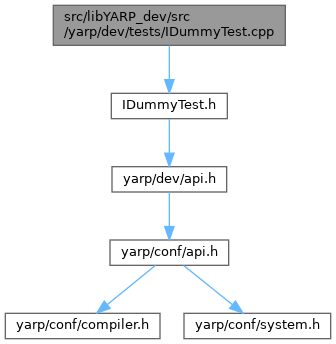 src/libYARP_dev/src
/yarp/dev/tests/IDummyTest.cpp
IDummyTest.h
yarp/dev/api.h
yarp/conf/api.h
yarp/conf/compiler.h
yarp/conf/system.h